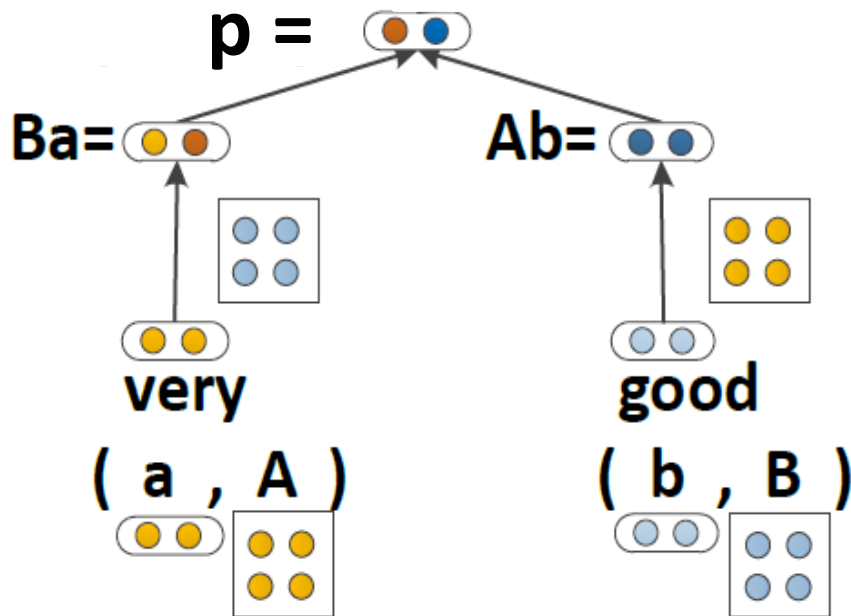 p =
Ba= Ab=
very good
( a , A ) ( b , B )